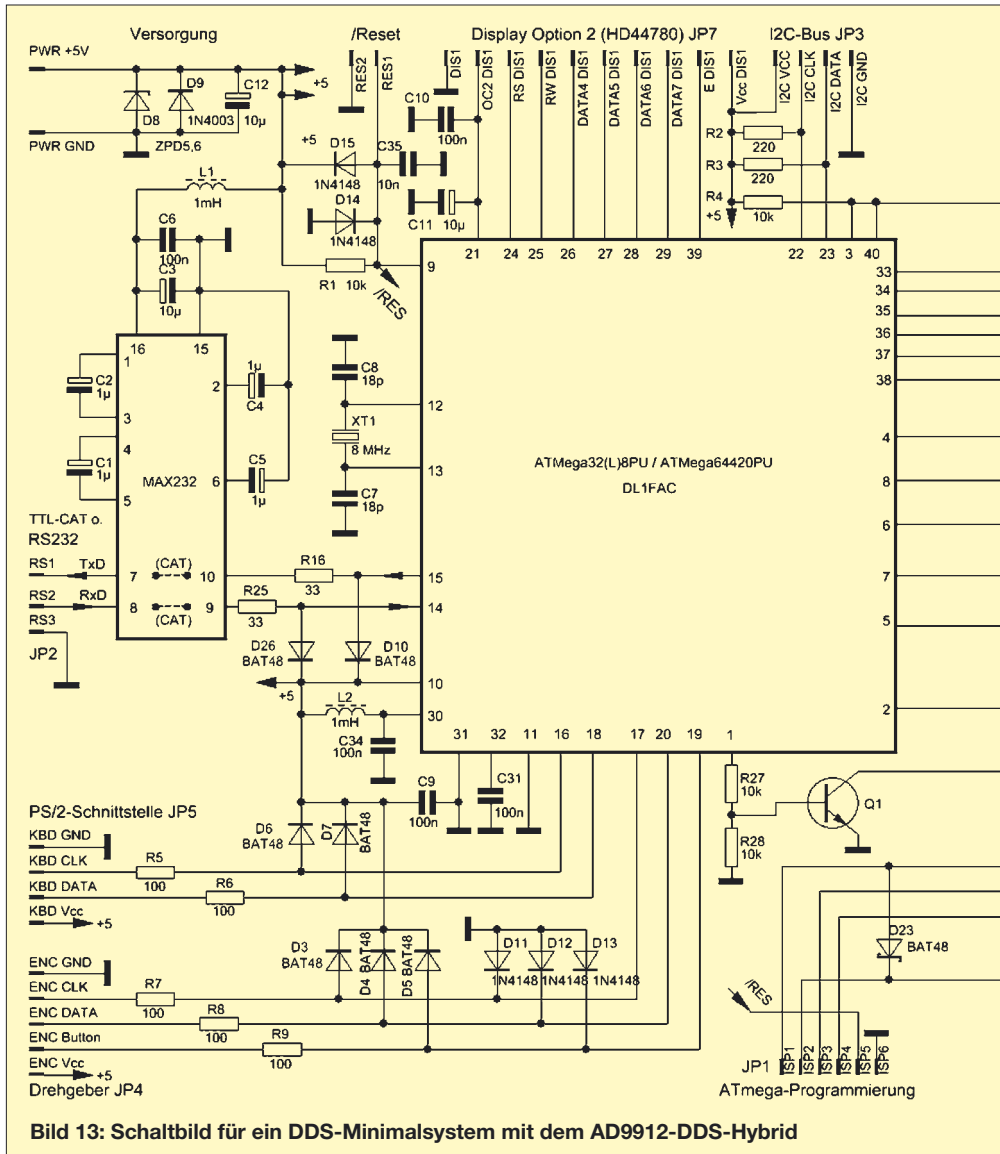 Versorgung
/Reset
Display Option 2 (HD44780) JP7
I2C-Bus JP3
PWR +5V
PWR GND
D8
ZPD5,6
D9
1N4003
C12
10µ
+5
RES2
RES1
DIS1
OC2 DIS1
RS DIS1
RW DIS1
DATA4 DIS1
DATA5 DIS1
DATA6 DIS1
DATA7 DIS1
E DIS1
Vcc DIS1
I2C VCC
I2C CLK
I2C DATA
I2C GND
C10
100n
+5
D15
1N4148
C35
10n
D14
1N4148
C11
10µ
R2
220
R3
220
R4
+5
10k
L1
1mH
C6
100n
C3
10µ
R1 10k
/RES
9
21
24
25
26
27
28
29
39
22
23
3
40
33
34
35
36
37
38
4
8
6
7
5
2
16
15
1
2
3
4
5
6
C2
1µ
C1
1µ
1µ
C4
C5
1µ
MAX232
C8
18p
XT1
8 MHz
C7
18p
12
13
ATMega32(L)8PU / ATMega64420PU
DL1FAC
TTL-CAT o.
RS232
RS1
TxD
7
(CAT)
10
R16
33
15
RS2
RxD
8
(CAT)
9
R25
33
14
RS3
JP2
D26
BAT48
D10
BAT48
+5
10
L2
1mH
30
C34
100n
31
32
11
16
18
17
20
19
1
C9
100n
C31
100n
R27
10k
R28
10k
Q1
PS/2-Schnittstelle JP5
KBD GND
KBD CLK
R5
100
KBD DATA
R6
100
KBD Vcc
+5
D6
BAT48
D7
BAT48
D3
BAT48
D4 BAT48
D5 BAT48
D11
1N4148
D12
1N4148
D13
1N4148
D23
BAT48
ENC GND
ENC CLK
R7
100
ENC DATA
R8
100
ENC Button
R9
100
ENC Vcc
+5
Drehgeber JP4
/RES
JP1
ISP1
ISP2
ISP3
ISP4
ISP5
ISP6
ATmega-Programmierung
Bild 13: Schaltbild für ein DDS-Minimalsystem mit dem AD9912-DDS-Hybrid